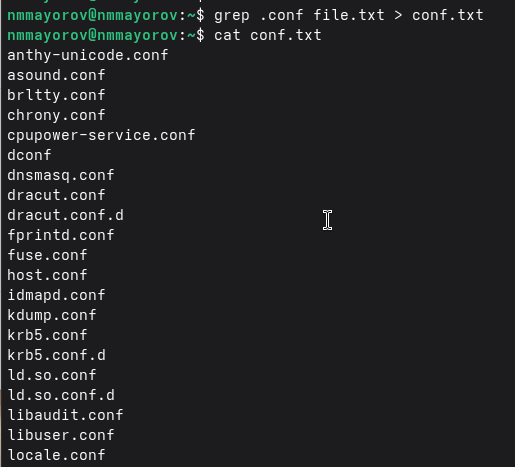 nmmayorov@nmmayorov:~$ grep .conf file.txt > conf.txt
nmmayorov@nmmayorov:~$ cat conf.txt
anthy-unicode.conf
asound.conf
brltty.conf
chrony.conf
cpupower-service.conf
dconf
dnsmasq.conf
dracut.conf
dracut.conf.d
fprintd.conf
fuse.conf
host.conf
idmapd.conf
kdump.conf
krb5.conf
krb5.conf.d
ld.so.conf
ld.so.conf.d
libaudit.conf
libuser.conf
locale.conf